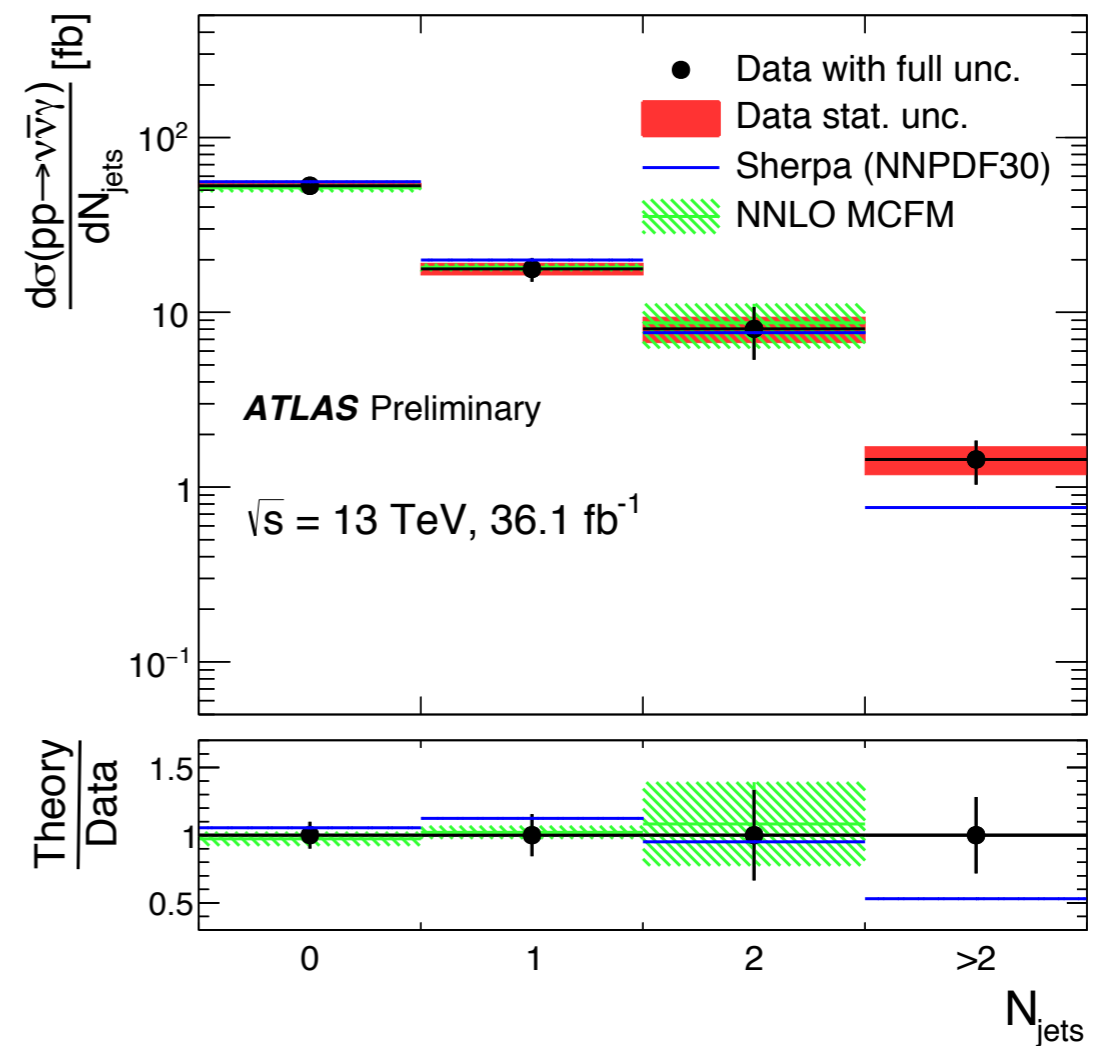 dσ(pp→νν̄γ) / dN_jets [fb]
Data with full unc.
Data stat. unc.
Sherpa (NNPDF30)
NNLO MCFM
10²
10
1
10⁻¹
ATLAS Preliminary
√s = 13 TeV, 36.1 fb⁻¹
Theory
Data
1.5
1
0.5
0 1 2 >2
N_jets